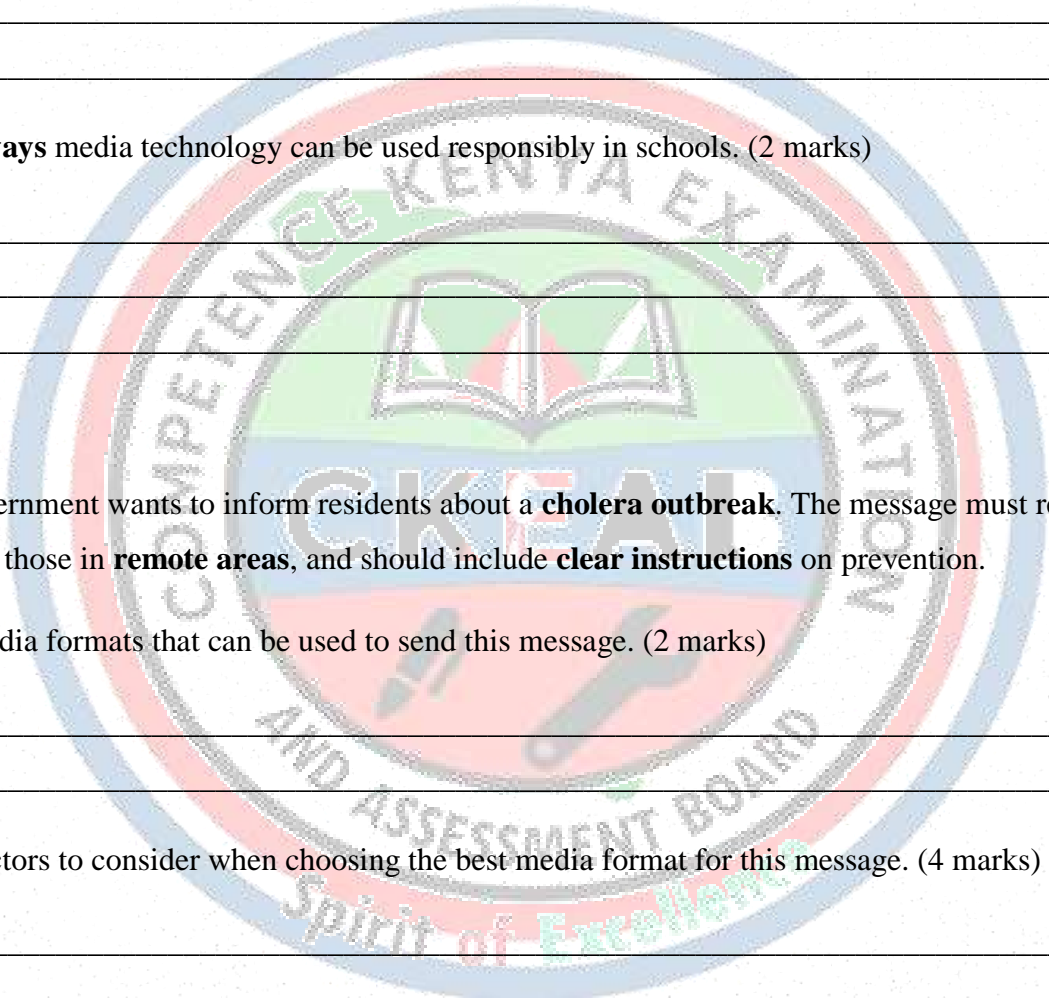 ways media technology can be used responsibly in schools. (2 marks)
COMPETENCE KENYA EXAMINATION
CKEAB
vernment wants to inform residents about a cholera outbreak. The message must re
those in remote areas, and should include clear instructions on prevention.
dia formats that can be used to send this message. (2 marks)
AND ASSESSMENT BOARD
ctors to consider when choosing the best media format for this message. (4 marks)
Spirit of Excellence